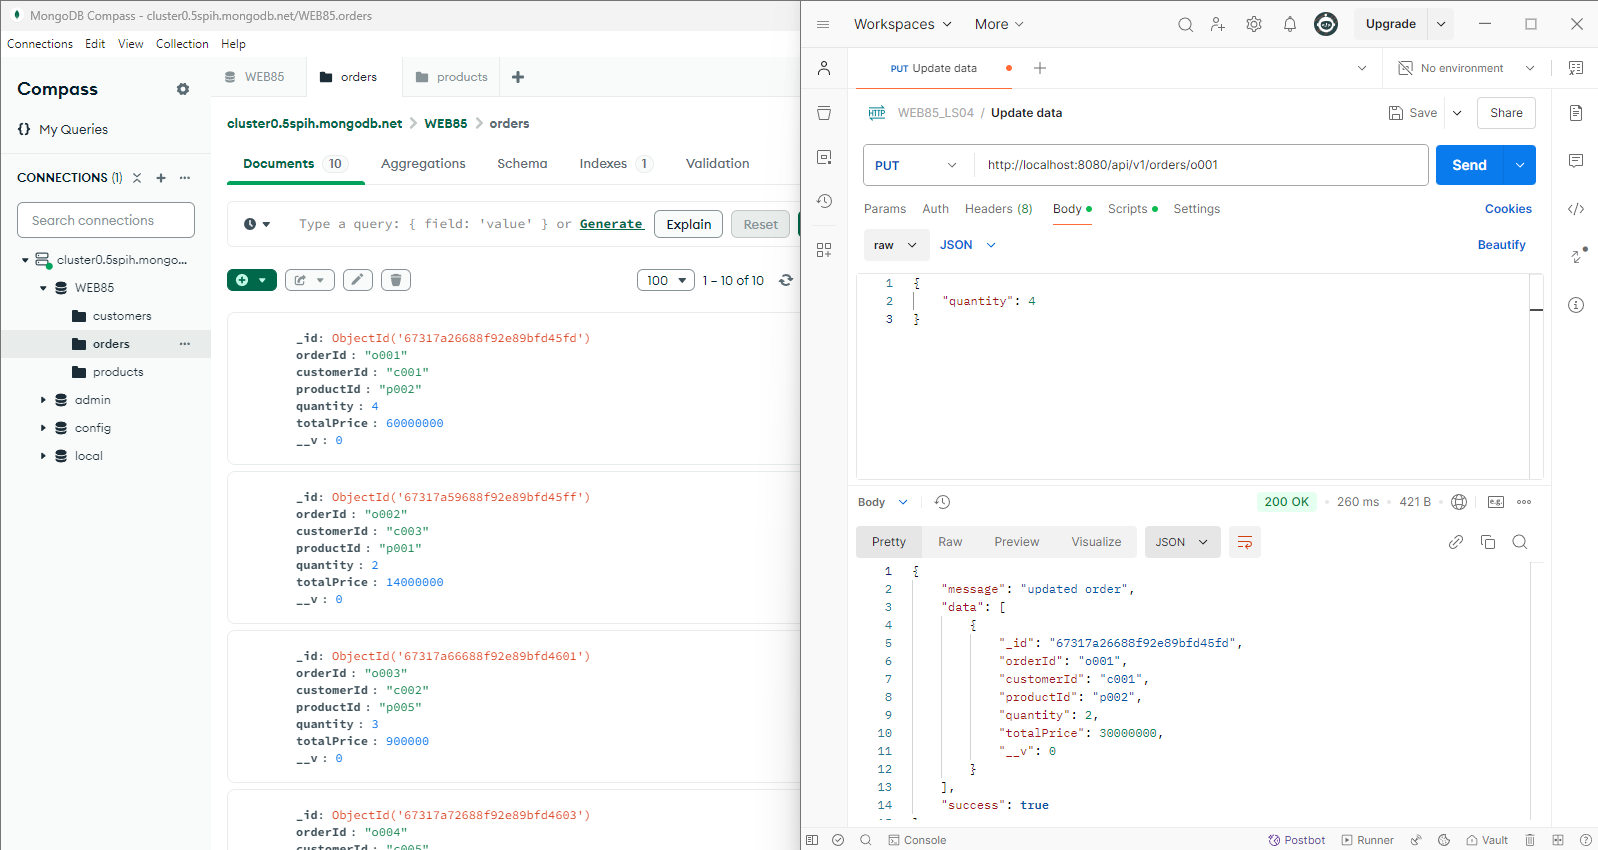 MongoDB Compass - cluster0.5spih.mongodb.net/WEB85.orders
Connections Edit View Collection Help
Compass
My Queries
CONNECTIONS (1)
Search connections
cluster0.5spih.mongo...
WEB85
customers
orders
products
admin
config
local
WEB85 orders products
cluster0.5spih.mongodb.net > WEB85 > orders
Documents 10 Aggregations Schema Indexes 1 Validation
Type a query: { field: 'value' } or Generate Explain Reset
100 1 – 10 of 10
_id: ObjectId('67317a26688f92e89bfd45fd')
orderId : "o001"
customerId : "c001"
productId : "p002"
quantity : 4
totalPrice : 60000000
__v : 0
_id: ObjectId('67317a59688f92e89bfd45ff')
orderId : "o002"
customerId : "c003"
productId : "p001"
quantity : 2
totalPrice : 14000000
__v : 0
_id: ObjectId('67317a66688f92e89bfd4601')
orderId : "o003"
customerId : "c002"
productId : "p005"
quantity : 3
totalPrice : 900000
__v : 0
_id: ObjectId('67317a72688f92e89bfd4603')
orderId : "o004"
customerId : "c005"
Workspaces More Upgrade
PUT Update data No environment
HTTP WEB85_LS04 / Update data Save Share
PUT http://localhost:8080/api/v1/orders/o001 Send
Params Auth Headers (8) Body Scripts Settings Cookies
raw JSON Beautify
1 {
2 "quantity": 4
3 }
Body 200 OK 260 ms 421 B e.g.
Pretty Raw Preview Visualize JSON
1 {
2 "message": "updated order",
3 "data": [
4 {
5 "_id": "67317a26688f92e89bfd45fd",
6 "orderId": "o001",
7 "customerId": "c001",
8 "productId": "p002",
9 "quantity": 2,
10 "totalPrice": 30000000,
11 "__v": 0
12 }
13 ],
14 "success": true
Console Postbot Runner Vault